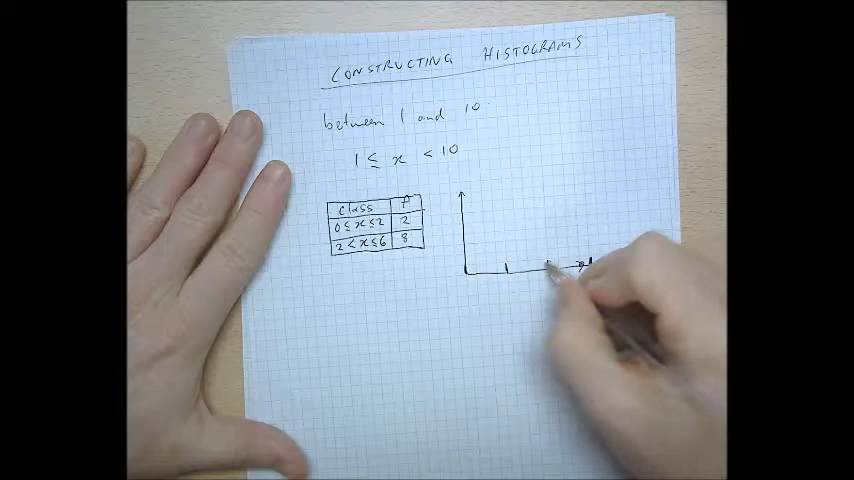 CONSTRUCTING HISTOGRAMS
between 1 and 10
1 ≤ x < 10
class f
0 ≤ x ≤ 2 2
2 < x ≤ 6 8